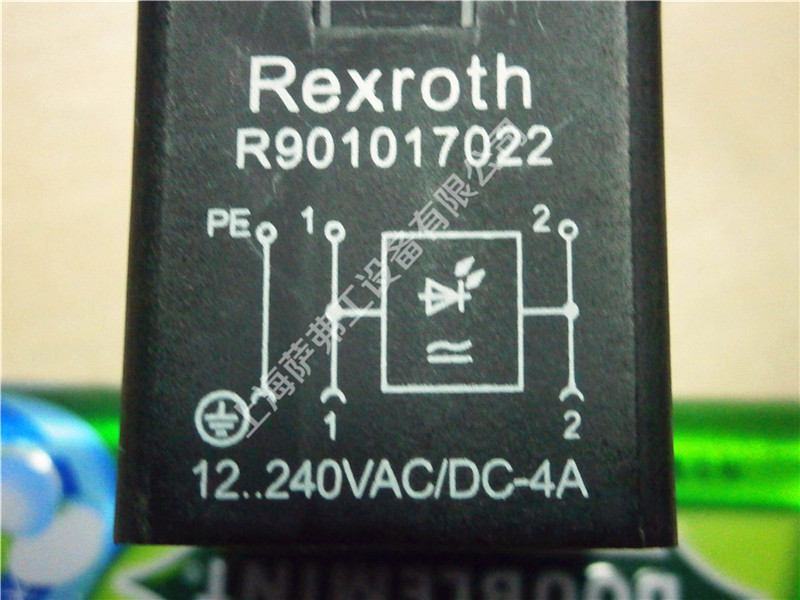 Rexroth
R901017022
PE 1 2
1 2
12..240VAC/DC-4A
上海萨弗工设备有限公司
DOUBLEMINT